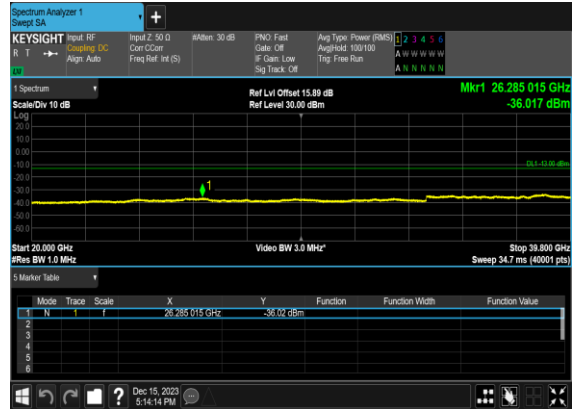 Spectrum Analyzer 1
Swept SA
+
KEYSIGHT Input: RF Input Z: 50 Ω #Atten: 30 dB PNO: Fast Avg Type: Power (RMS) 1 2 3 4 5 6
R T Coupling: DC Corr CCorr Gate: Off Avg|Hold: 100/100 A W W W W W
Align: Auto Freq Ref: Int (S) IF Gain: Low Trig: Free Run
Sig Track: Off A N N N N N
1 Spectrum Ref Lvl Offset 15.89 dB Mkr1 26.285 015 GHz
Scale/Div 10 dB Ref Level 30.00 dBm -36.017 dBm
Log
20.0
10.0
0.00
-10.0 DL1 -13.00 dBm
-20.0
-30.0 1
-40.0
-50.0
-60.0
Start 20.000 GHz Video BW 3.0 MHz* Stop 39.800 GHz
#Res BW 1.0 MHz Sweep 34.7 ms (40001 pts)
5 Marker Table
Mode Trace Scale X Y Function Function Width Function Value
1 N 1 f 26.285 015 GHz -36.02 dBm
2
3
4
5
6
? Dec 15, 2023
5:14:14 PM